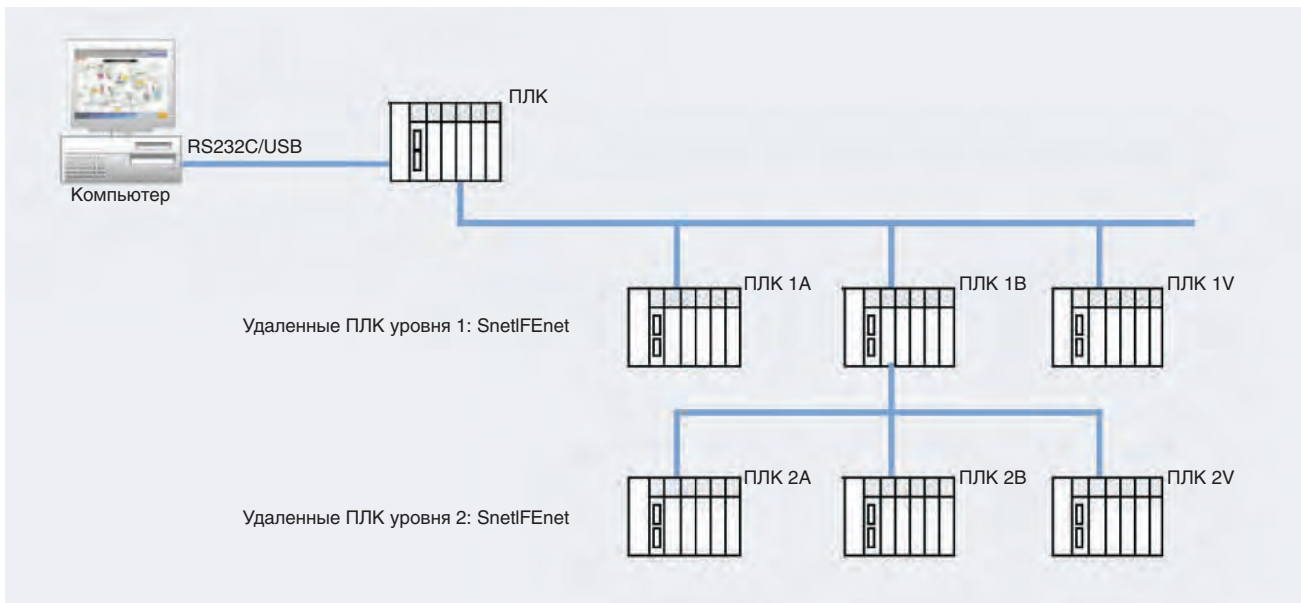 ПЛК
RS232C/USB
Компьютер
ПЛК 1A
ПЛК 1B
ПЛК 1V
Удаленные ПЛК уровня 1: SnetIFEnet
ПЛК 2A
ПЛК 2B
ПЛК 2V
Удаленные ПЛК уровня 2: SnetIFEnet